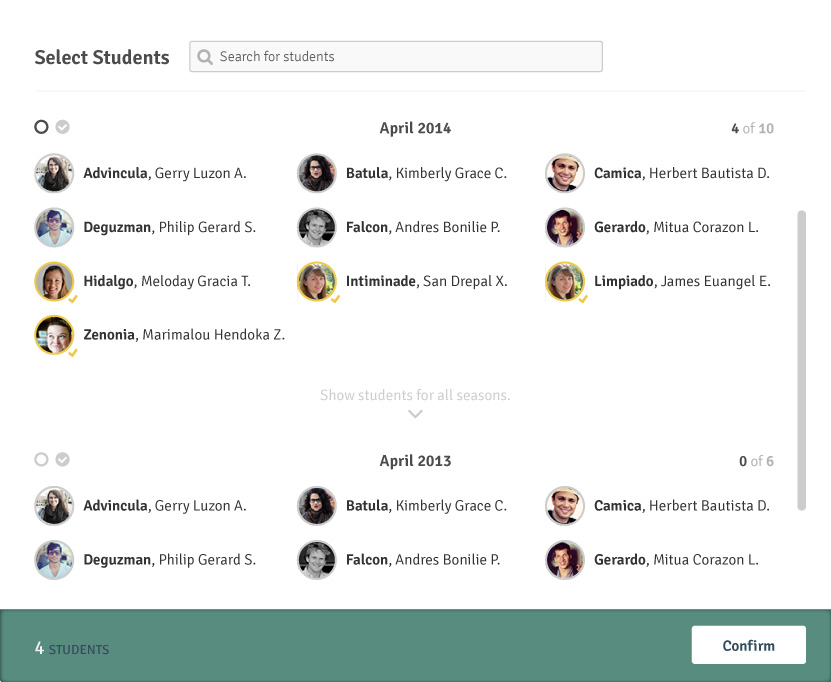 Select Students
Search for students
April 2014
4 of 10
Advincula, Gerry Luzon A.
Batula, Kimberly Grace C.
Camica, Herbert Bautista D.
Deguzman, Philip Gerard S.
Falcon, Andres Bonilie P.
Gerardo, Mitua Corazon L.
Hidalgo, Meloday Gracia T.
Intiminade, San Drepal X.
Limpiado, James Euangel E.
Zenonia, Marimalou Hendoka Z.
Show students for all seasons.
April 2013
0 of 6
Advincula, Gerry Luzon A.
Batula, Kimberly Grace C.
Camica, Herbert Bautista D.
Deguzman, Philip Gerard S.
Falcon, Andres Bonilie P.
Gerardo, Mitua Corazon L.
4 STUDENTS
Confirm